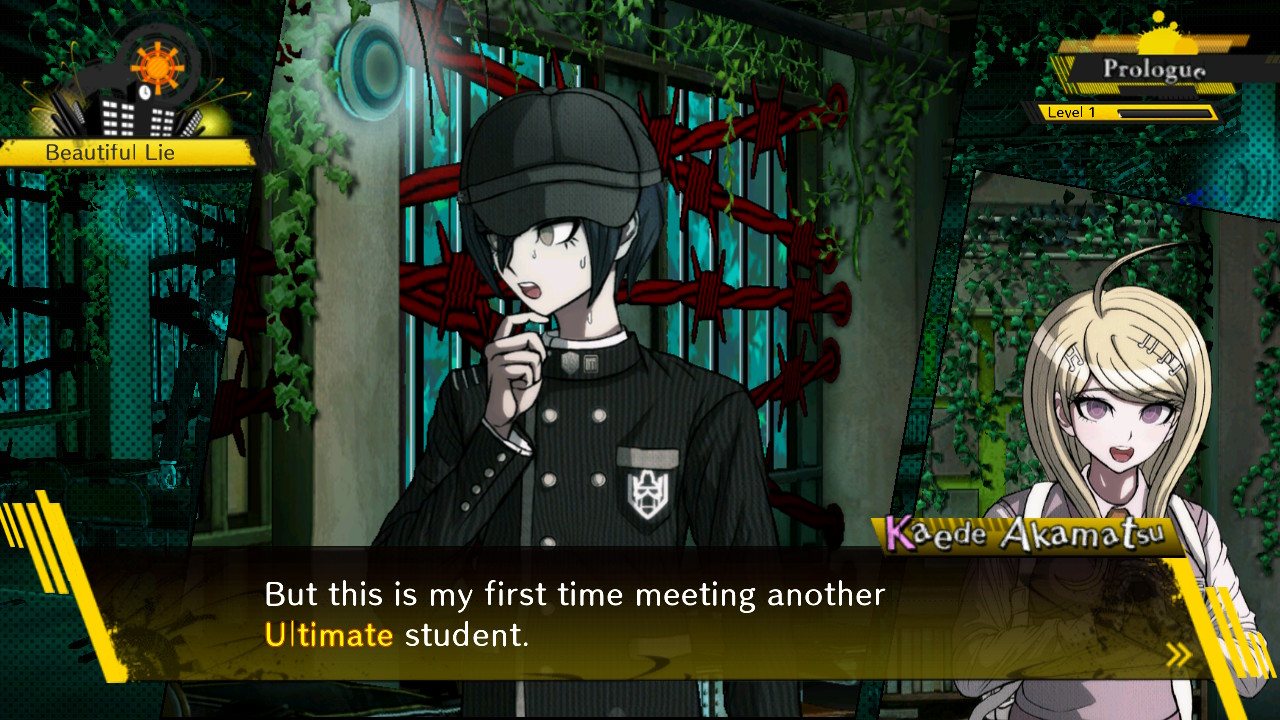 Prologue
Level 1
Beautiful Lie
Kaede Akamatsu
But this is my first time meeting another
Ultimate student.